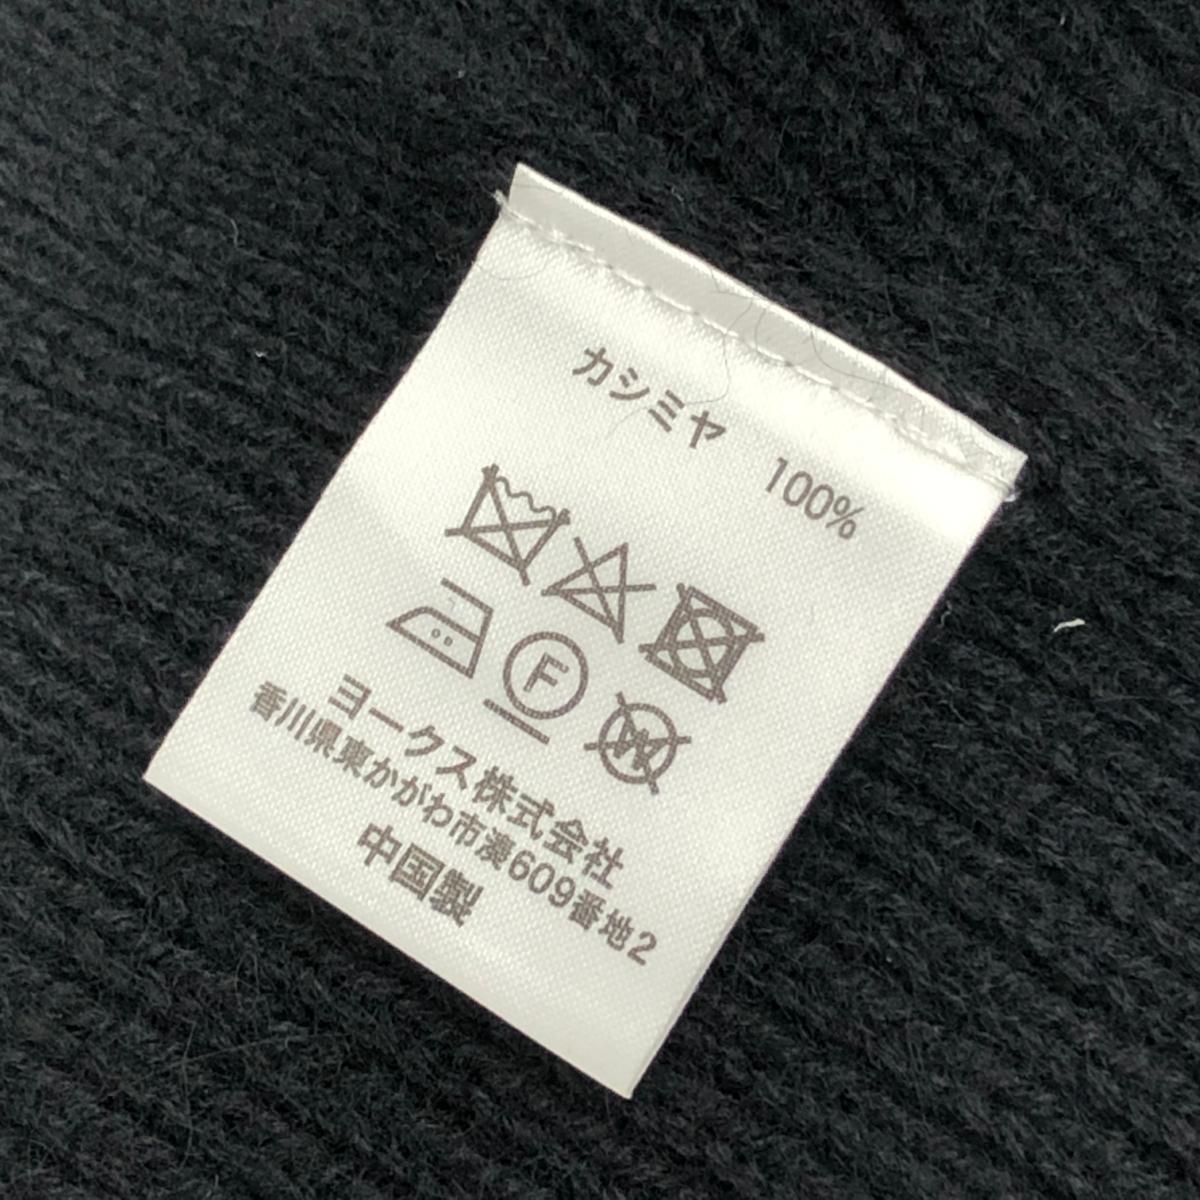 カシミヤ 100%
F W
ヨークス株式会社
香川県東かがわ市湊609番地2
中国製